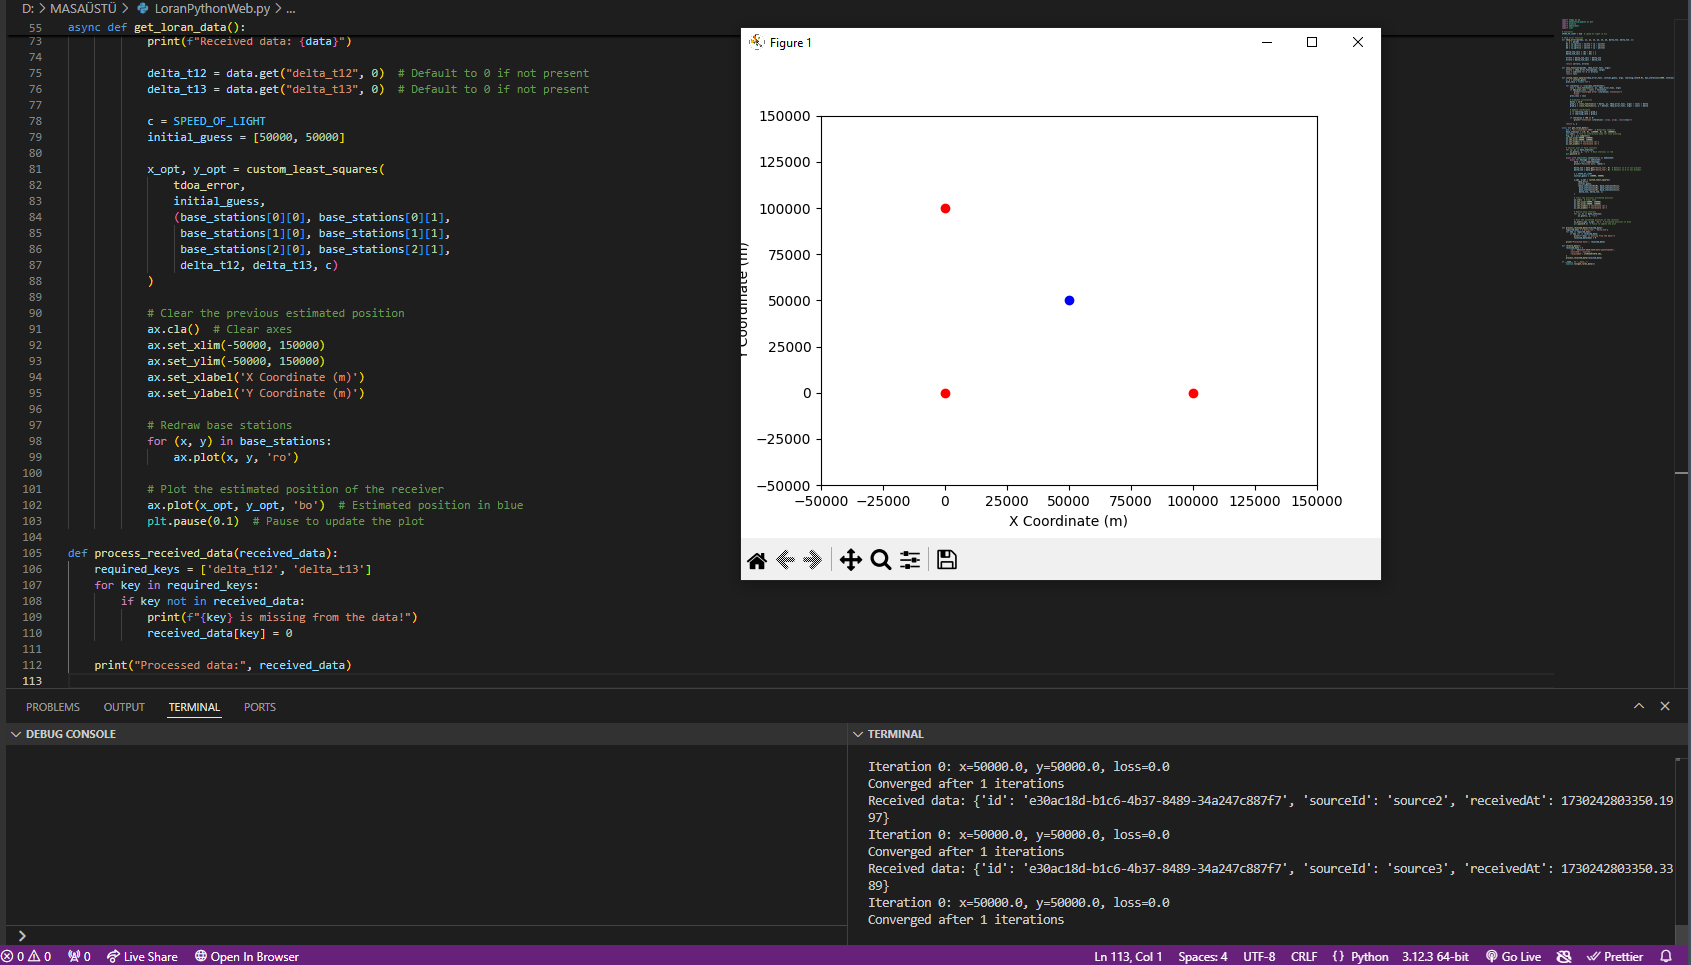 D: > MASAÜSTÜ > LoranPythonWeb.py > ...
55 async def get_loran_data():
73 print(f"Received data: {data}")
74
75 delta_t12 = data.get("delta_t12", 0)  # Default to 0 if not present
76 delta_t13 = data.get("delta_t13", 0)  # Default to 0 if not present
77
78 c = SPEED_OF_LIGHT
79 initial_guess = [50000, 50000]
80
81 x_opt, y_opt = custom_least_squares(
82 tdoa_error,
83 initial_guess,
84 (base_stations[0][0], base_stations[0][1],
85 base_stations[1][0], base_stations[1][1],
86 base_stations[2][0], base_stations[2][1],
87 delta_t12, delta_t13, c)
88 )
89
90 # Clear the previous estimated position
91 ax.cla()  # Clear axes
92 ax.set_xlim(-50000, 150000)
93 ax.set_ylim(-50000, 150000)
94 ax.set_xlabel('X Coordinate (m)')
95 ax.set_ylabel('Y Coordinate (m)')
96
97 # Redraw base stations
98 for (x, y) in base_stations:
99 ax.plot(x, y, 'ro')
100
101 # Plot the estimated position of the receiver
102 ax.plot(x_opt, y_opt, 'bo')  # Estimated position in blue
103 plt.pause(0.1)  # Pause to update the plot
104
105 def process_received_data(received_data):
106 required_keys = ['delta_t12', 'delta_t13']
107 for key in required_keys:
108 if key not in received_data:
109 print(f"{key} is missing from the data!")
110 received_data[key] = 0
111
112 print("Processed data:", received_data)
113
Figure 1
150000
125000
100000
75000
50000
25000
0
−25000
−50000
Y Coordinate (m)
−50000 −25000 0 25000 50000 75000 100000 125000 150000
X Coordinate (m)
PROBLEMS OUTPUT TERMINAL PORTS
DEBUG CONSOLE
>
TERMINAL
Iteration 0: x=50000.0, y=50000.0, loss=0.0
Converged after 1 iterations
Received data: {'id': 'e30ac18d-b1c6-4b37-8489-34a247c887f7', 'sourceId': 'source2', 'receivedAt': 1730242803350.19
97}
Iteration 0: x=50000.0, y=50000.0, loss=0.0
Converged after 1 iterations
Received data: {'id': 'e30ac18d-b1c6-4b37-8489-34a247c887f7', 'sourceId': 'source3', 'receivedAt': 1730242803350.33
89}
Iteration 0: x=50000.0, y=50000.0, loss=0.0
Converged after 1 iterations
0 0 0 Live Share Open In Browser Ln 113, Col 1 Spaces: 4 UTF-8 CRLF {} Python 3.12.3 64-bit Go Live Prettier